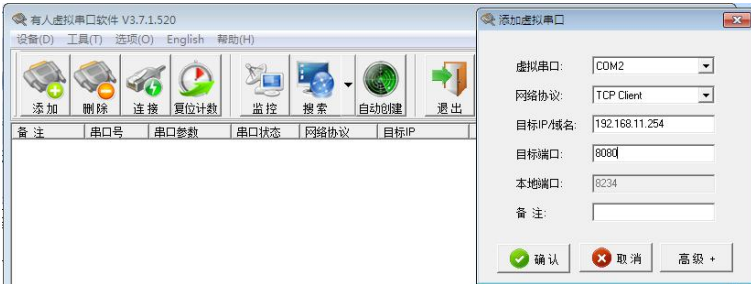 有人虚拟串口软件 V3.7.1.520
设备(D) 工具(T) 选项(O) English 帮助(H)
添加 删除 连接 复位计数 监控 搜索 自动创建 退出
备 注 串口号 串口参数 串口状态 网络协议 目标IP
添加虚拟串口
虚拟串口: COM2
网络协议: TCP Client
目标IP/域名: 192.168.11.254
目标端口: 8080
本地端口: 8234
备 注:
确认 取消 高级 +